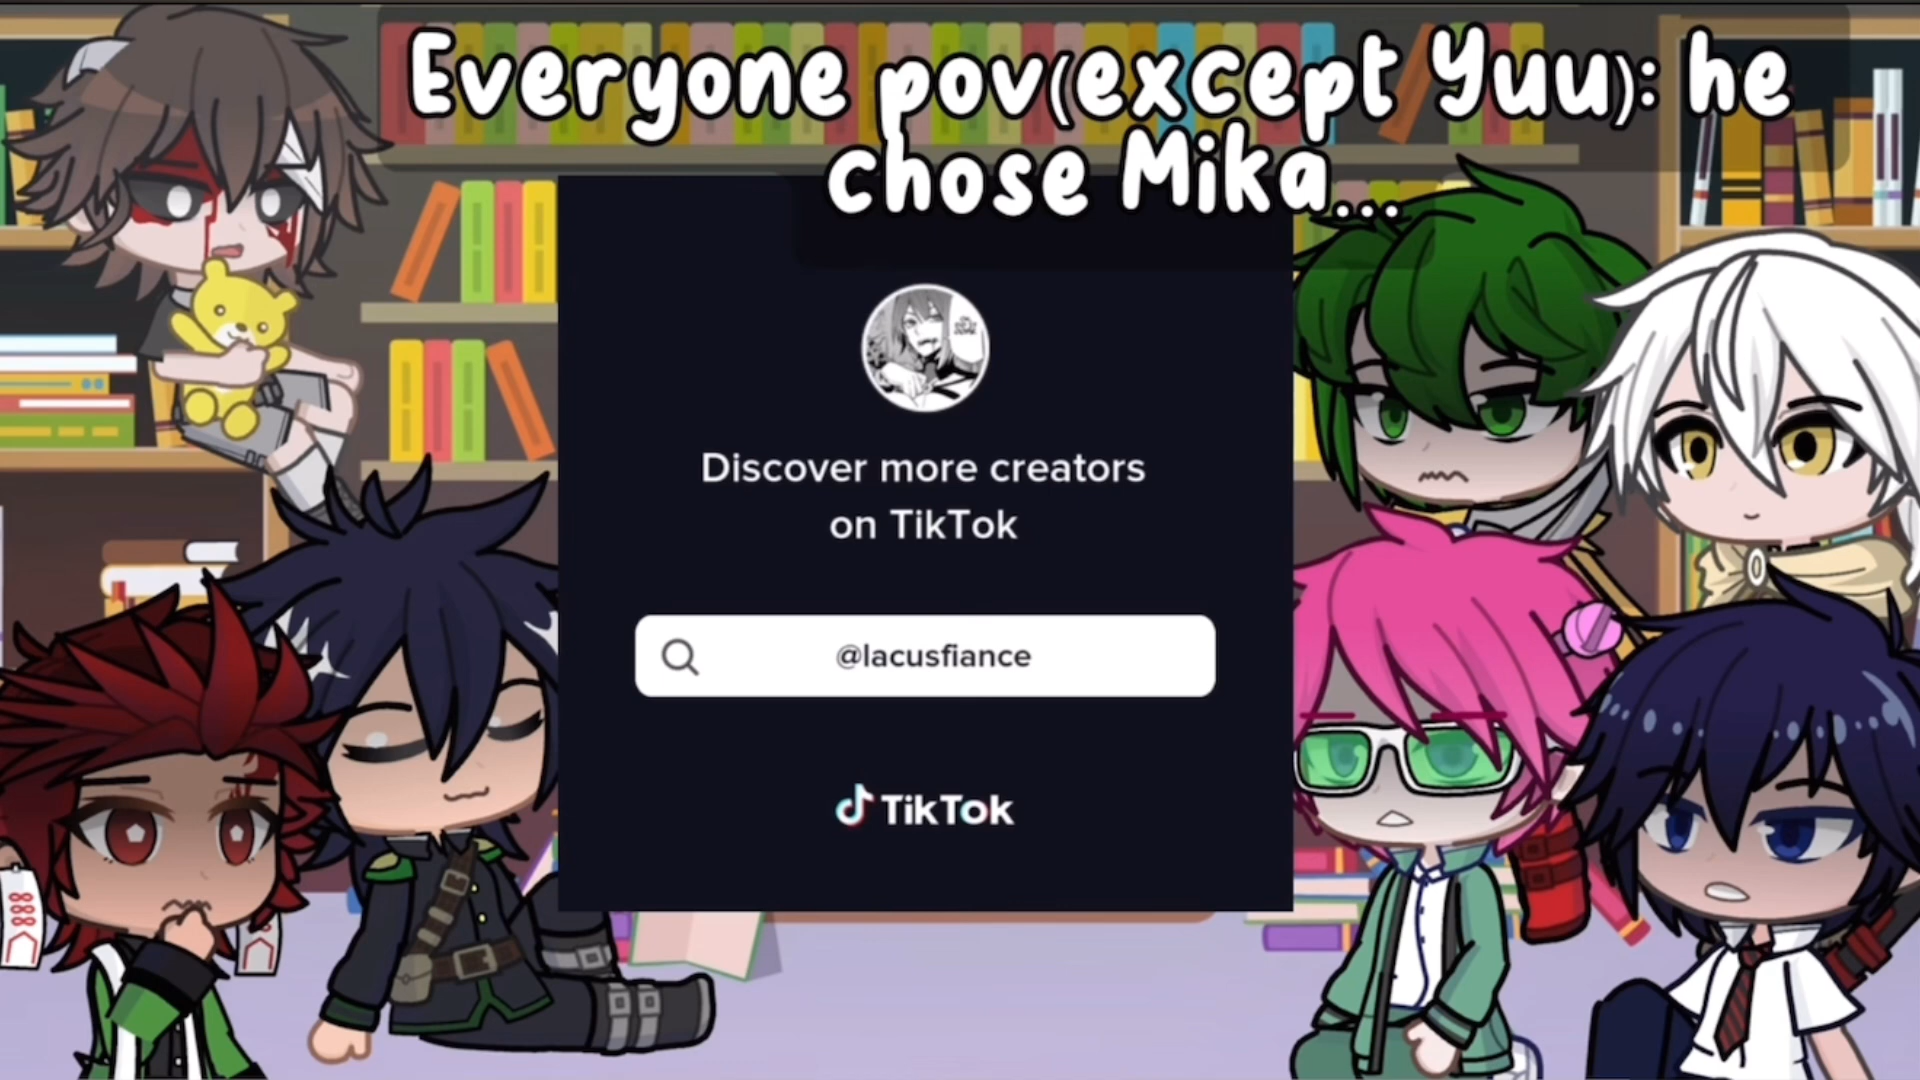 Everyone pov(except Yuu): he
chose Mika...
Discover more creators
on TikTok
@lacusfiance
TikTok